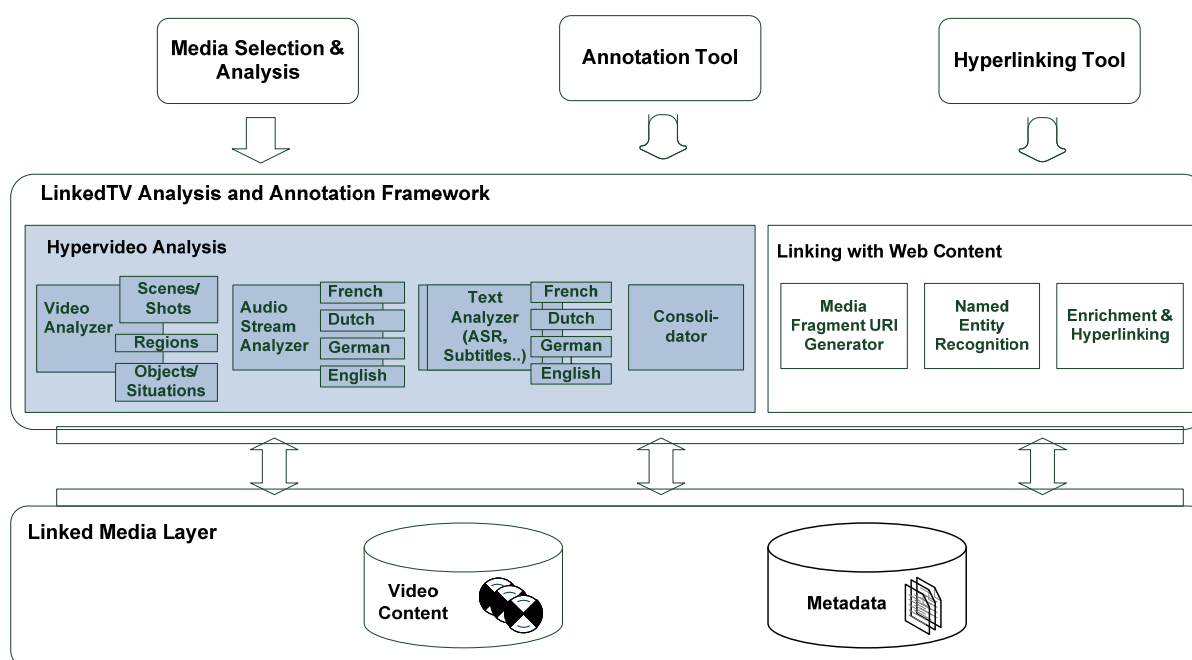 Media Selection &
Analysis
Annotation Tool
Hyperlinking Tool
LinkedTV Analysis and Annotation Framework
Hypervideo Analysis
Video
Analyzer
Scenes/
Shots
Regions
Objects/
Situations
Audio
Stream
Analyzer
French
Dutch
German
English
Text
Analyzer
(ASR,
Subtitles..)
French
Dutch
German
English
Consoli-
dator
Linking with Web Content
Media
Fragment URI
Generator
Named
Entity
Recognition
Enrichment &
Hyperlinking
Linked Media Layer
Video
Content
Metadata